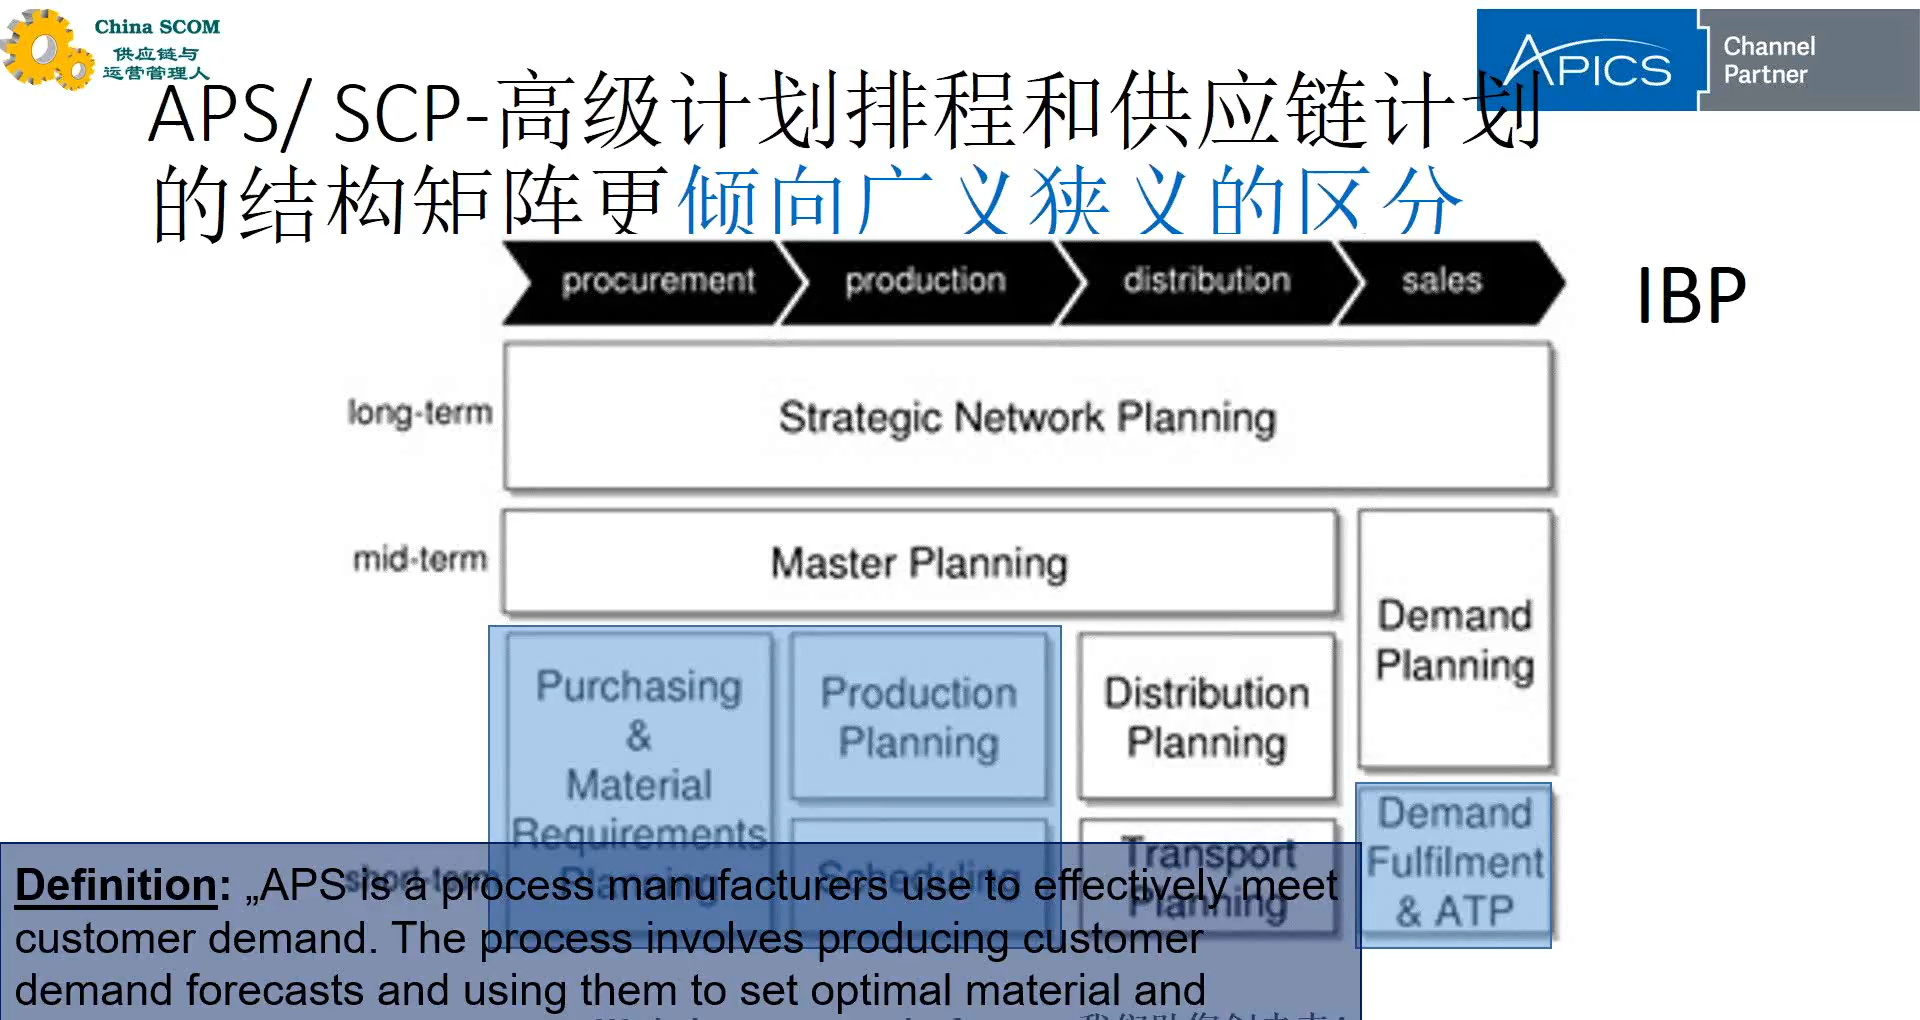 China SCOM
供应链与
运营管理人
APICS
Channel
Partner
APS/ SCP-高级计划排程和供应链计划
的结构矩阵更倾向广义狭义的区分
procurement
production
distribution
sales
IBP
long-term
Strategic Network Planning
mid-term
Master Planning
Demand
Planning
Purchasing
&
Material
Requirements
Planning
Production
Planning
Scheduling
Distribution
Planning
Transport
Planning
Demand
Fulfilment
& ATP
short-term
Definition: „APS is a process manufacturers use to effectively meet
customer demand. The process involves producing customer
demand forecasts and using them to set optimal material and